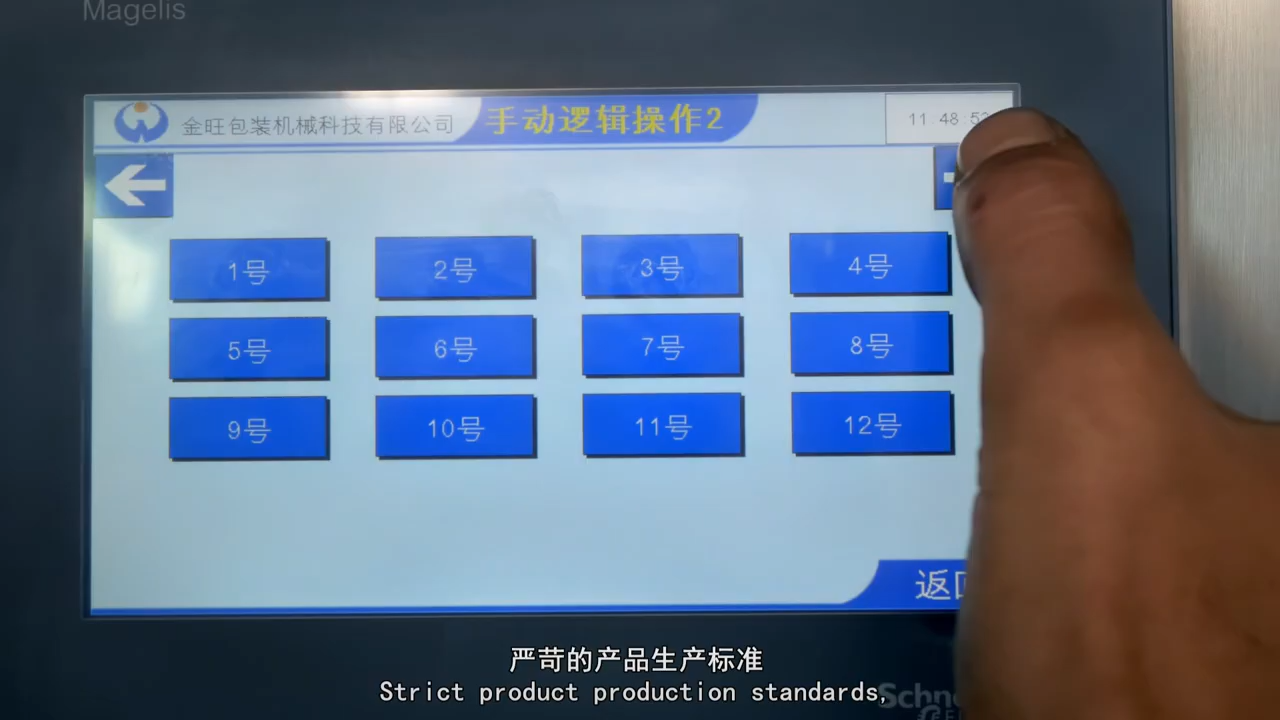 Magelis
金旺包装机械科技有限公司
手动逻辑操作2
11:48:5
1号
2号
3号
4号
5号
6号
7号
8号
9号
10号
11号
12号
返
严苛的产品生产标准
Strict product production standards,